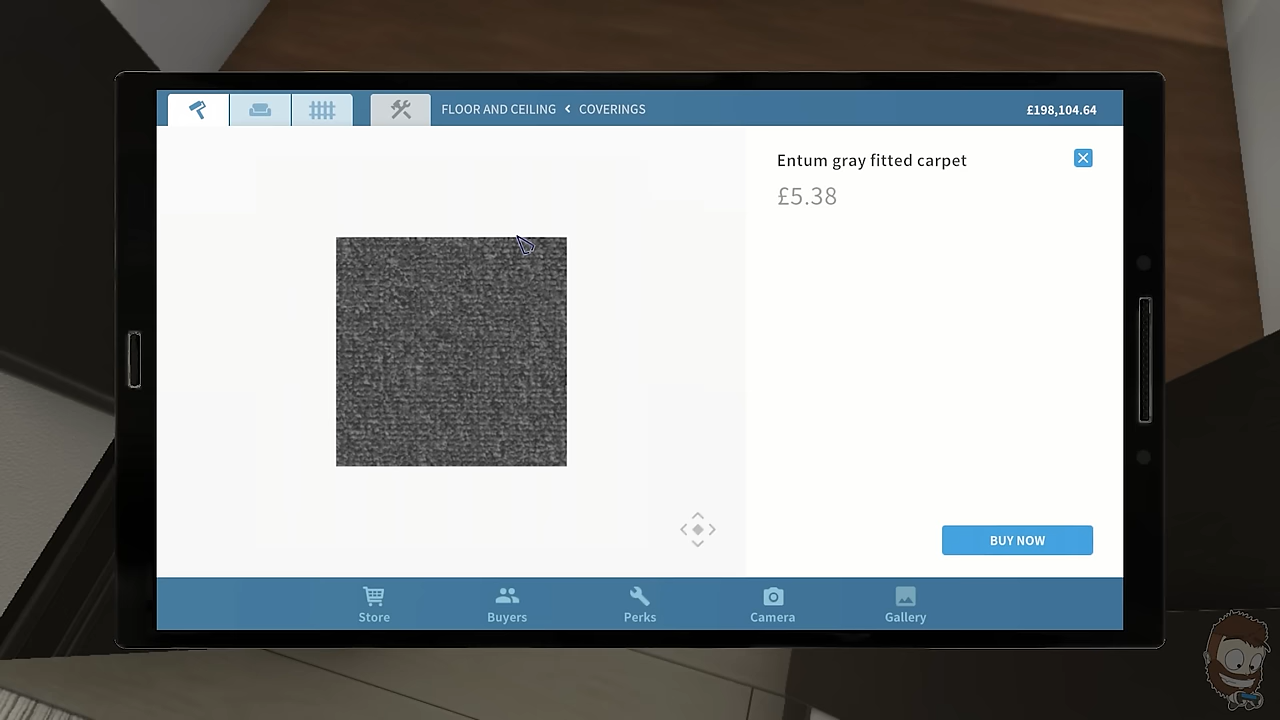 FLOOR AND CEILING < COVERINGS
£198,104.64
Entum gray fitted carpet
£5.38
BUY NOW
Store
Buyers
Perks
Camera
Gallery